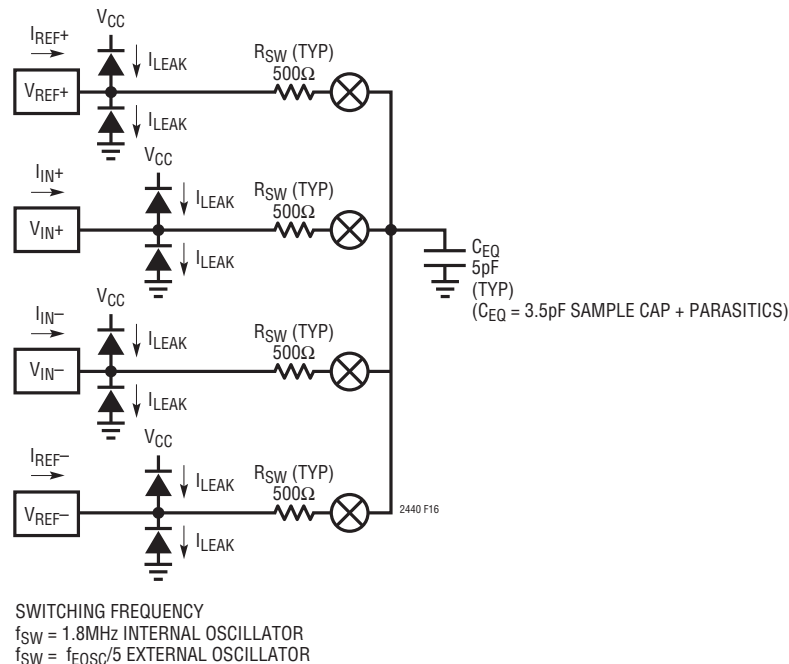 VCC
IREF+
ILEAK
RSW (TYP)
500Ω
VREF+
ILEAK
VCC
IIN+
ILEAK
RSW (TYP)
500Ω
VIN+
ILEAK
CEQ
5pF
(TYP)
(CEQ = 3.5pF SAMPLE CAP + PARASITICS)
VCC
IIN–
ILEAK
RSW (TYP)
500Ω
VIN–
ILEAK
VCC
IREF–
ILEAK
RSW (TYP)
500Ω
VREF–
ILEAK
2440 F16
SWITCHING FREQUENCY
fSW = 1.8MHz INTERNAL OSCILLATOR
fSW = fEOSC/5 EXTERNAL OSCILLATOR